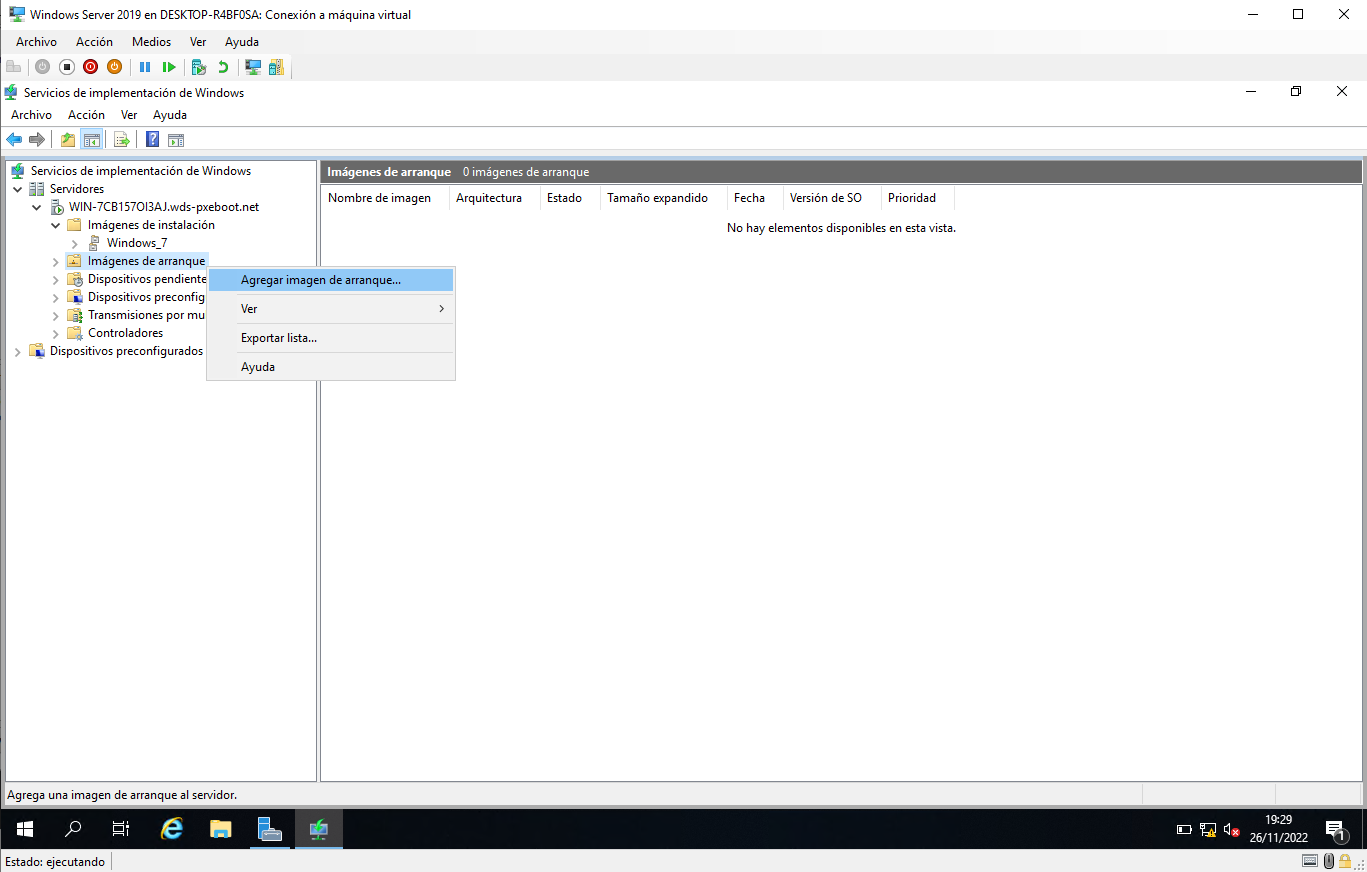 Windows Server 2019 en DESKTOP-R4BF0SA: Conexión a máquina virtual
Archivo Acción Medios Ver Ayuda
Servicios de implementación de Windows
Archivo Acción Ver Ayuda
Servicios de implementación de Windows
Servidores
WIN-7CB157OI3AJ.wds-pxeboot.net
Imágenes de instalación
Windows_7
Imágenes de arranque
Dispositivos pendiente
Dispositivos preconfig
Transmisiones por mu
Controladores
Dispositivos preconfigurados
Agregar imagen de arranque...
Ver
Exportar lista...
Ayuda
Imágenes de arranque 0 imágenes de arranque
Nombre de imagen Arquitectura Estado Tamaño expandido Fecha Versión de SO Prioridad
No hay elementos disponibles en esta vista.
Agrega una imagen de arranque al servidor.
19:29
26/11/2022
1
Estado: ejecutando